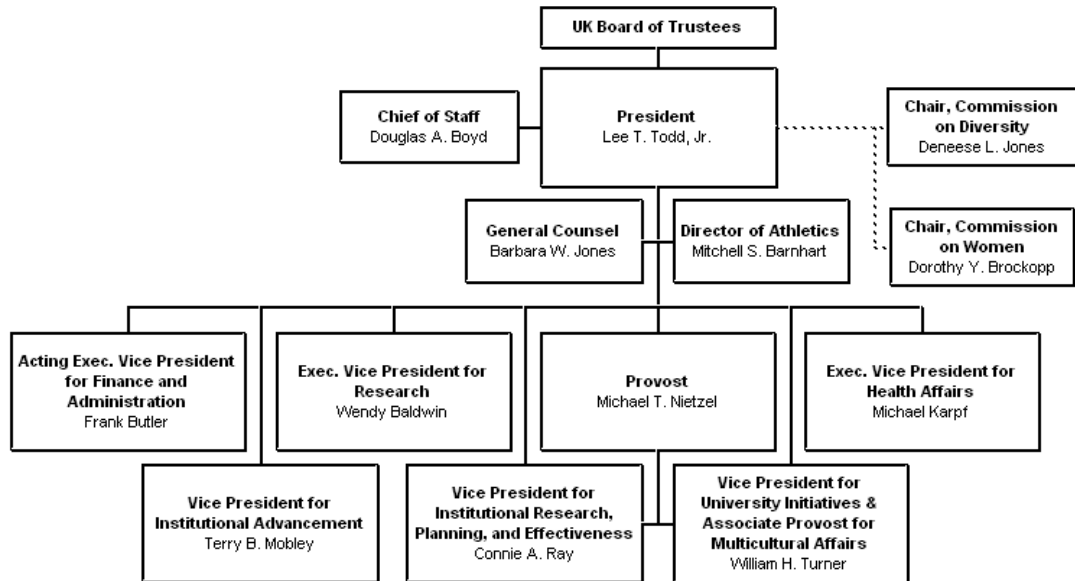 UK Board of Trustees
Chief of Staff
Douglas A. Boyd
President
Lee T. Todd, Jr.
Chair, Commission
on Diversity
Deneese L. Jones
General Counsel
Barbara W. Jones
Director of Athletics
Mitchell S. Barnhart
Chair, Commission
on Women
Dorothy Y. Brockopp
Acting Exec. Vice President
for Finance and
Administration
Frank Butler
Exec. Vice President for
Research
Wendy Baldwin
Provost
Michael T. Nietzel
Exec. Vice President for
Health Affairs
Michael Karpf
Vice President for
Institutional Advancement
Terry B. Mobley
Vice President for
Institutional Research,
Planning, and Effectiveness
Connie A. Ray
Vice President for
University Initiatives &
Associate Provost for
Multicultural Affairs
William H. Turner